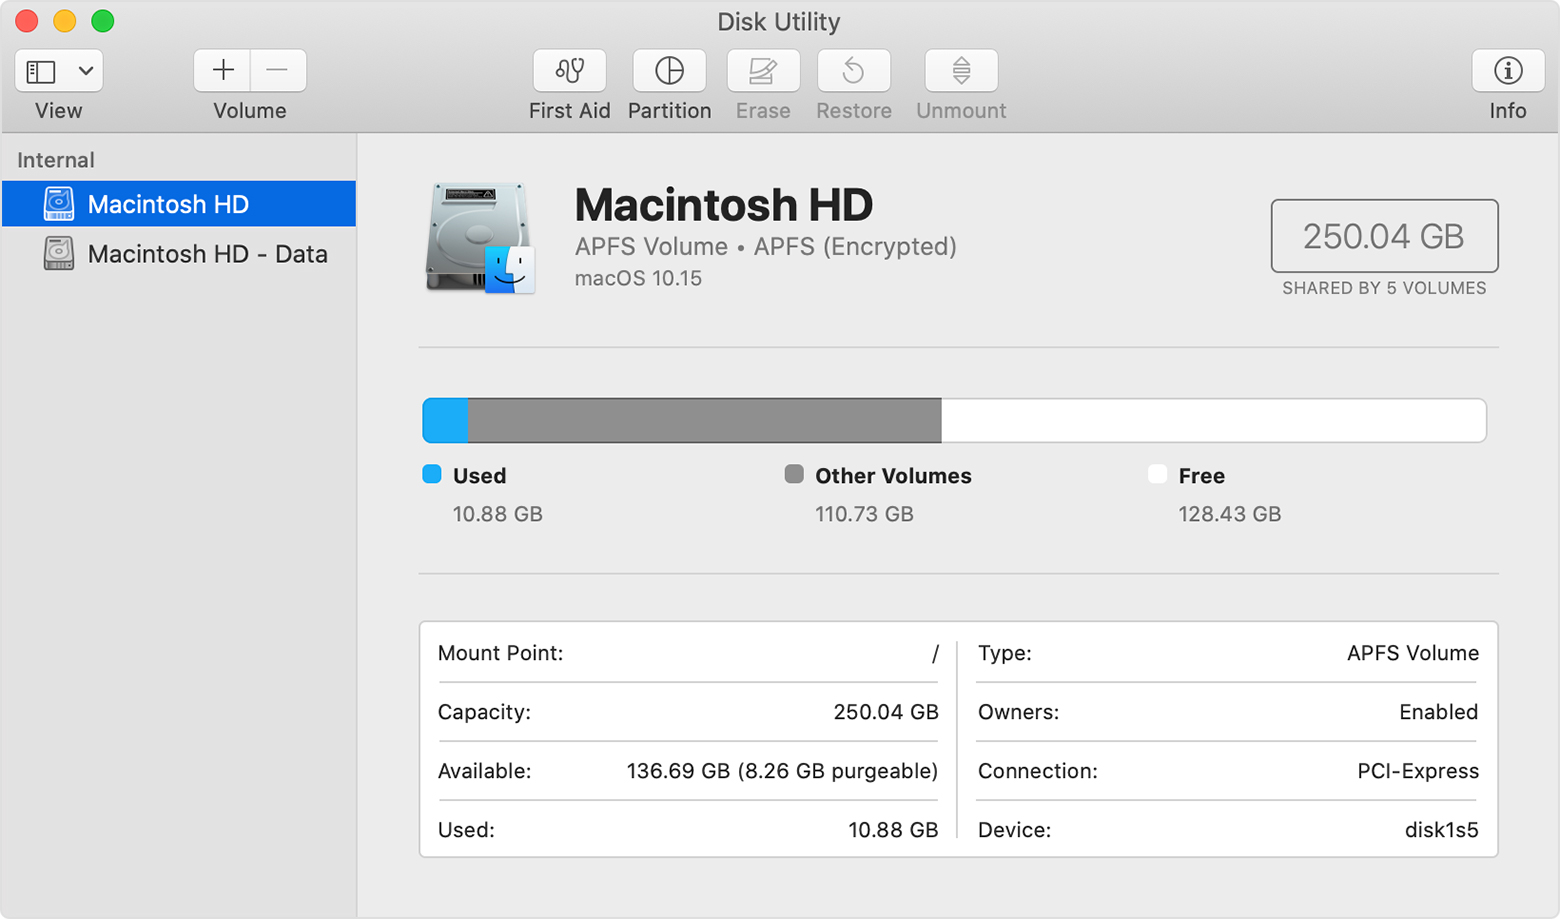 Disk Utility
View
Volume
First Aid
Partition
Erase
Restore
Unmount
Info
Internal
Macintosh HD
Macintosh HD - Data
Macintosh HD
APFS Volume • APFS (Encrypted)
macOS 10.15
250.04 GB
SHARED BY 5 VOLUMES
Used
10.88 GB
Other Volumes
110.73 GB
Free
128.43 GB
Mount Point: /
Capacity: 250.04 GB
Available: 136.69 GB (8.26 GB purgeable)
Used: 10.88 GB
Type: APFS Volume
Owners: Enabled
Connection: PCI-Express
Device: disk1s5